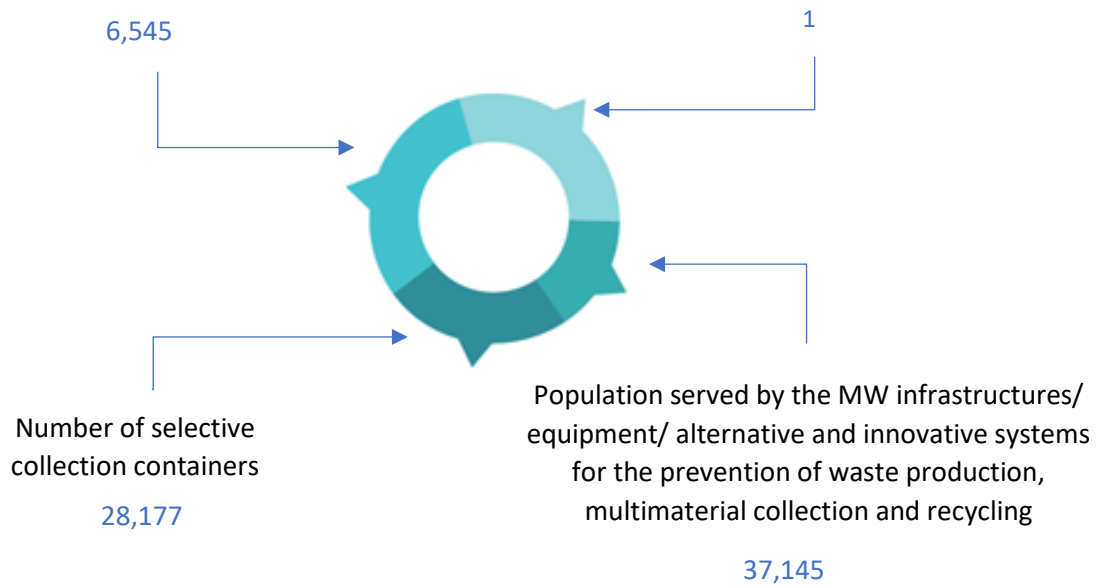 6,545
1
Number of selective
collection containers
28,177
Population served by the MW infrastructures/
equipment/ alternative and innovative systems
for the prevention of waste production,
multimaterial collection and recycling
37,145